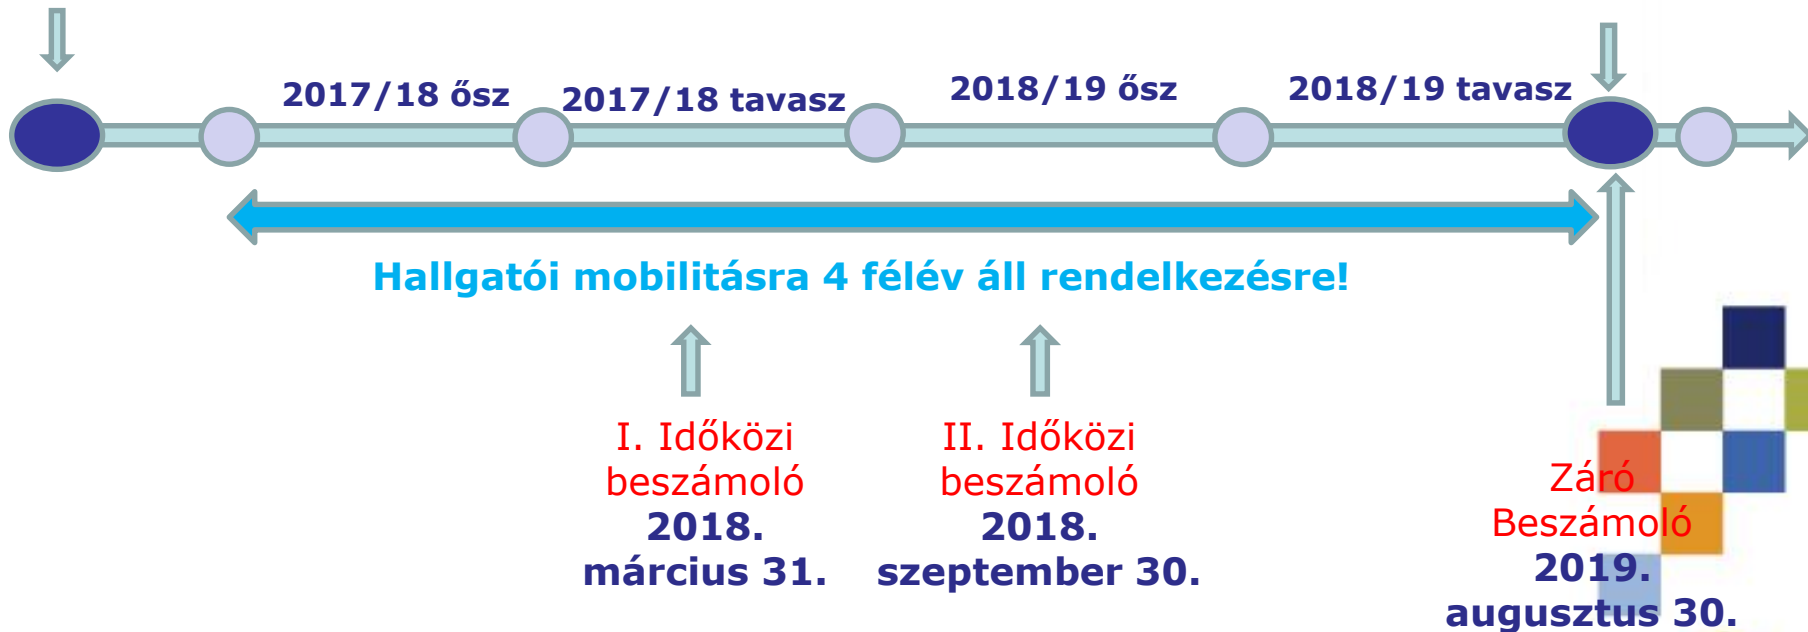 2017/18 ősz
2017/18 tavasz
2018/19 ősz
2018/19 tavasz
Hallgatói mobilitásra 4 félév áll rendelkezésre!
I. Időközi
beszámoló
2018.
március 31.
II. Időközi
beszámoló
2018.
szeptember 30.
Záró
Beszámoló
2019.
augusztus 30.